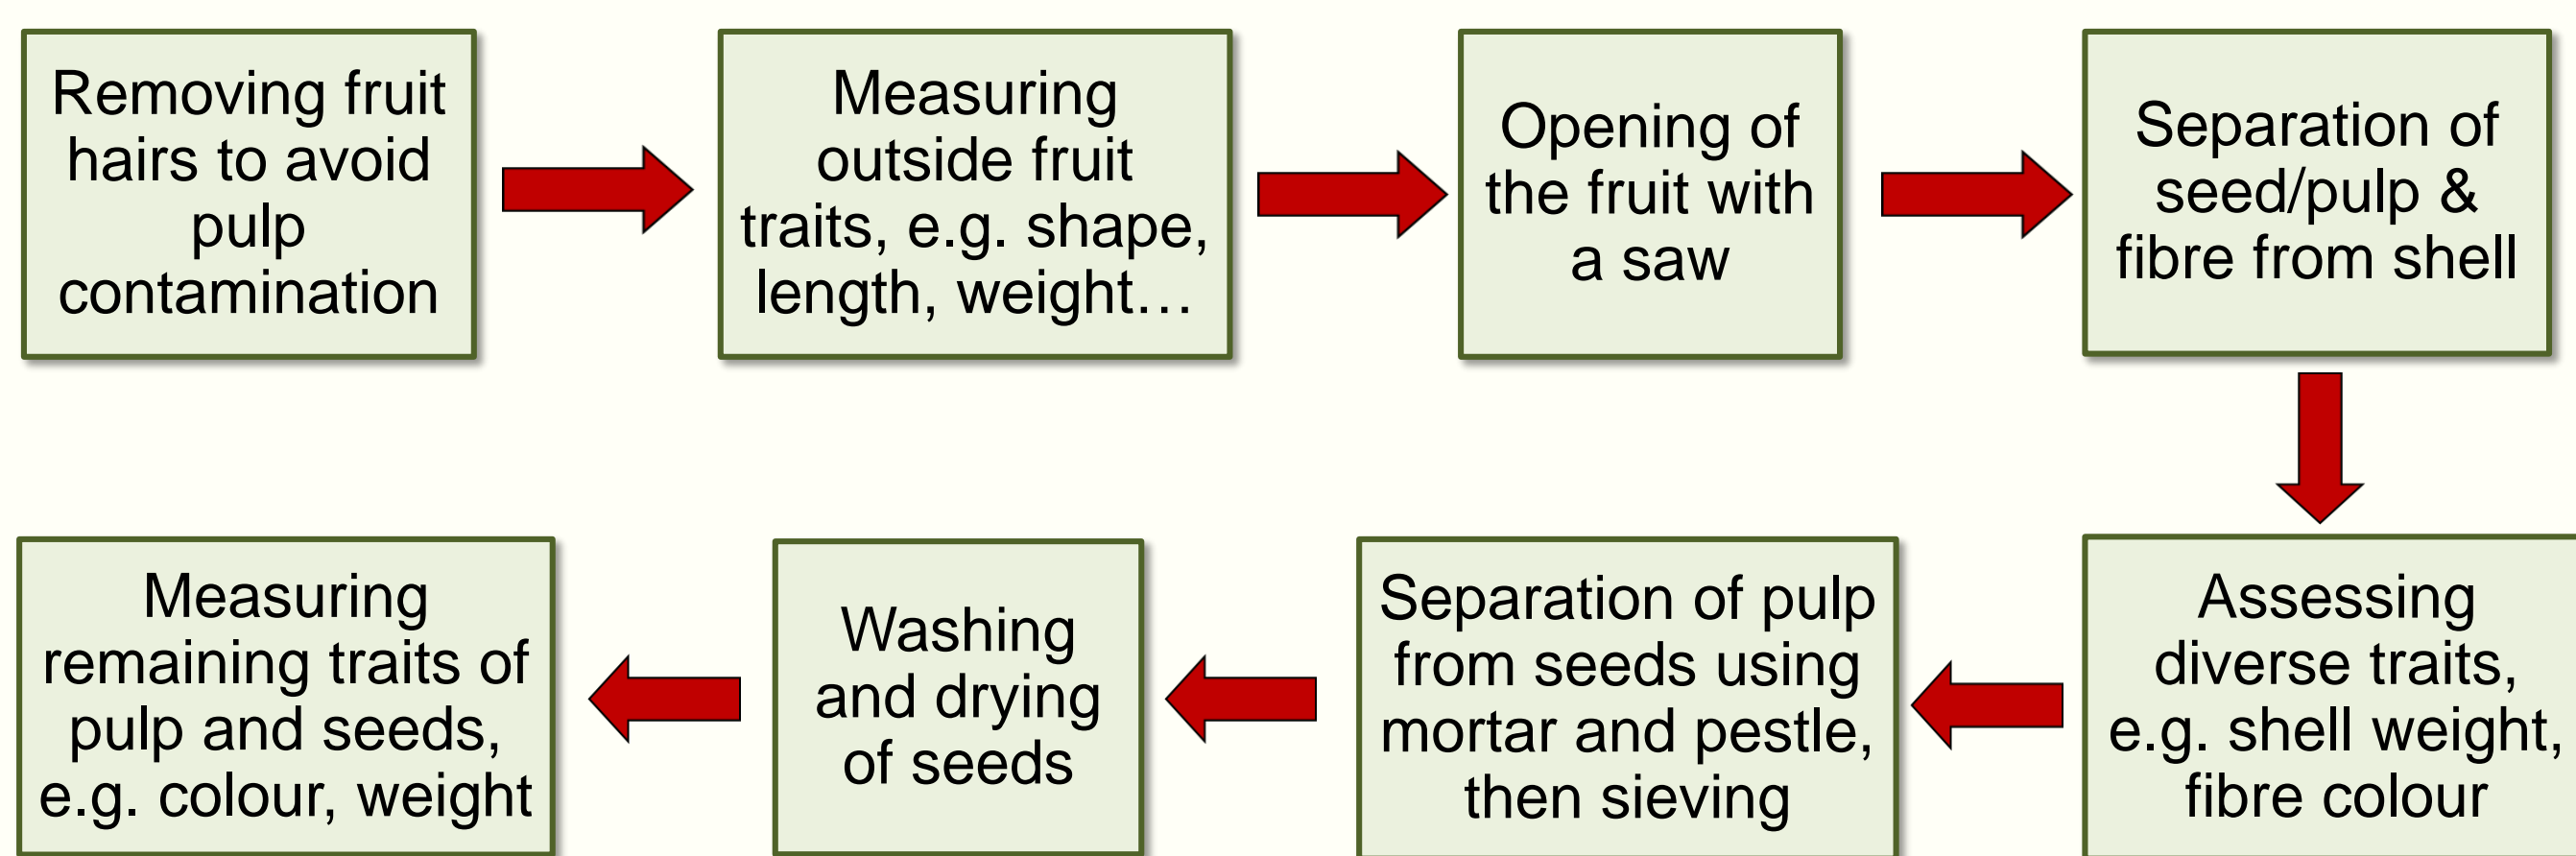 Removing fruit
hairs to avoid
pulp
contamination
Measuring
outside fruit
traits, e.g. shape,
length, weight…
Opening of
the fruit with
a saw
Separation of
seed/pulp &
fibre from shell
Assessing
diverse traits,
e.g. shell weight,
fibre colour
Separation of pulp
from seeds using
mortar and pestle,
then sieving
Washing
and drying
of seeds
Measuring
remaining traits of
pulp and seeds,
e.g. colour, weight